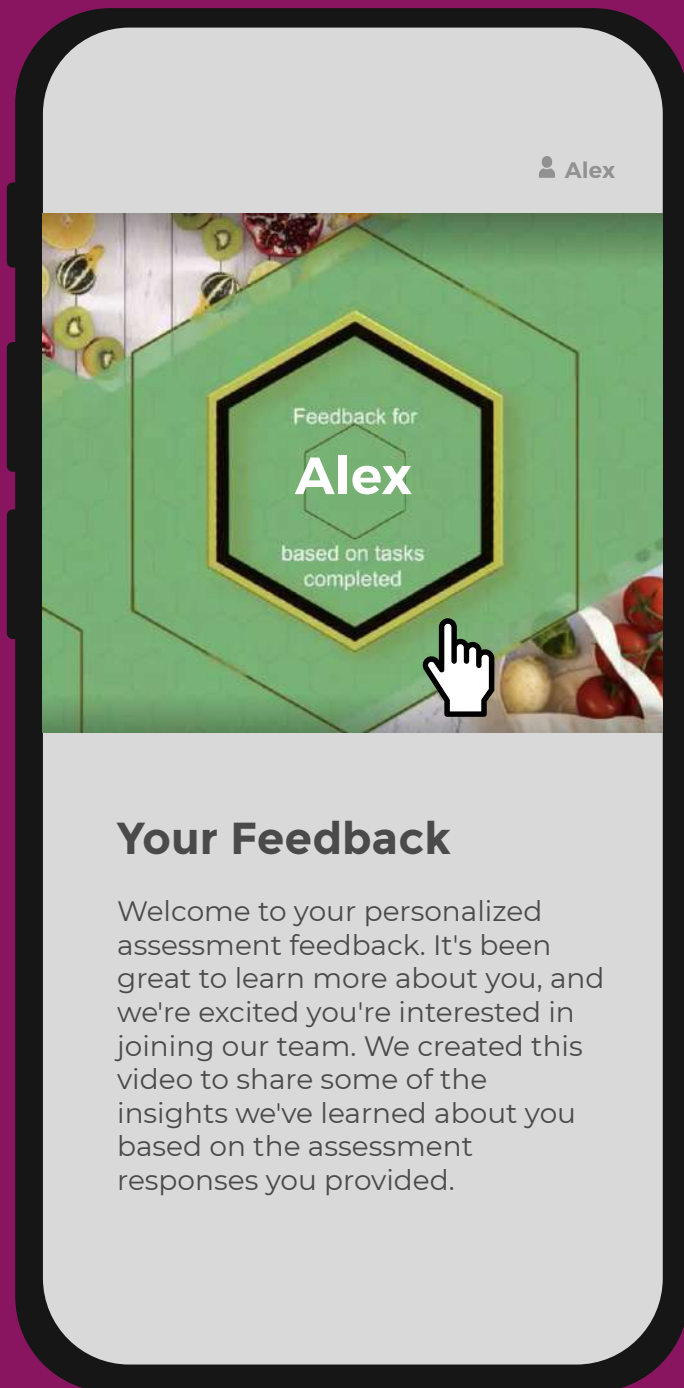 Alex
Feedback for
Alex
based on tasks
completed
Your Feedback
Welcome to your personalized
assessment feedback. It's been
great to learn more about you, and
we're excited you're interested in
joining our team. We created this
video to share some of the
insights we've learned about you
based on the assessment
responses you provided.